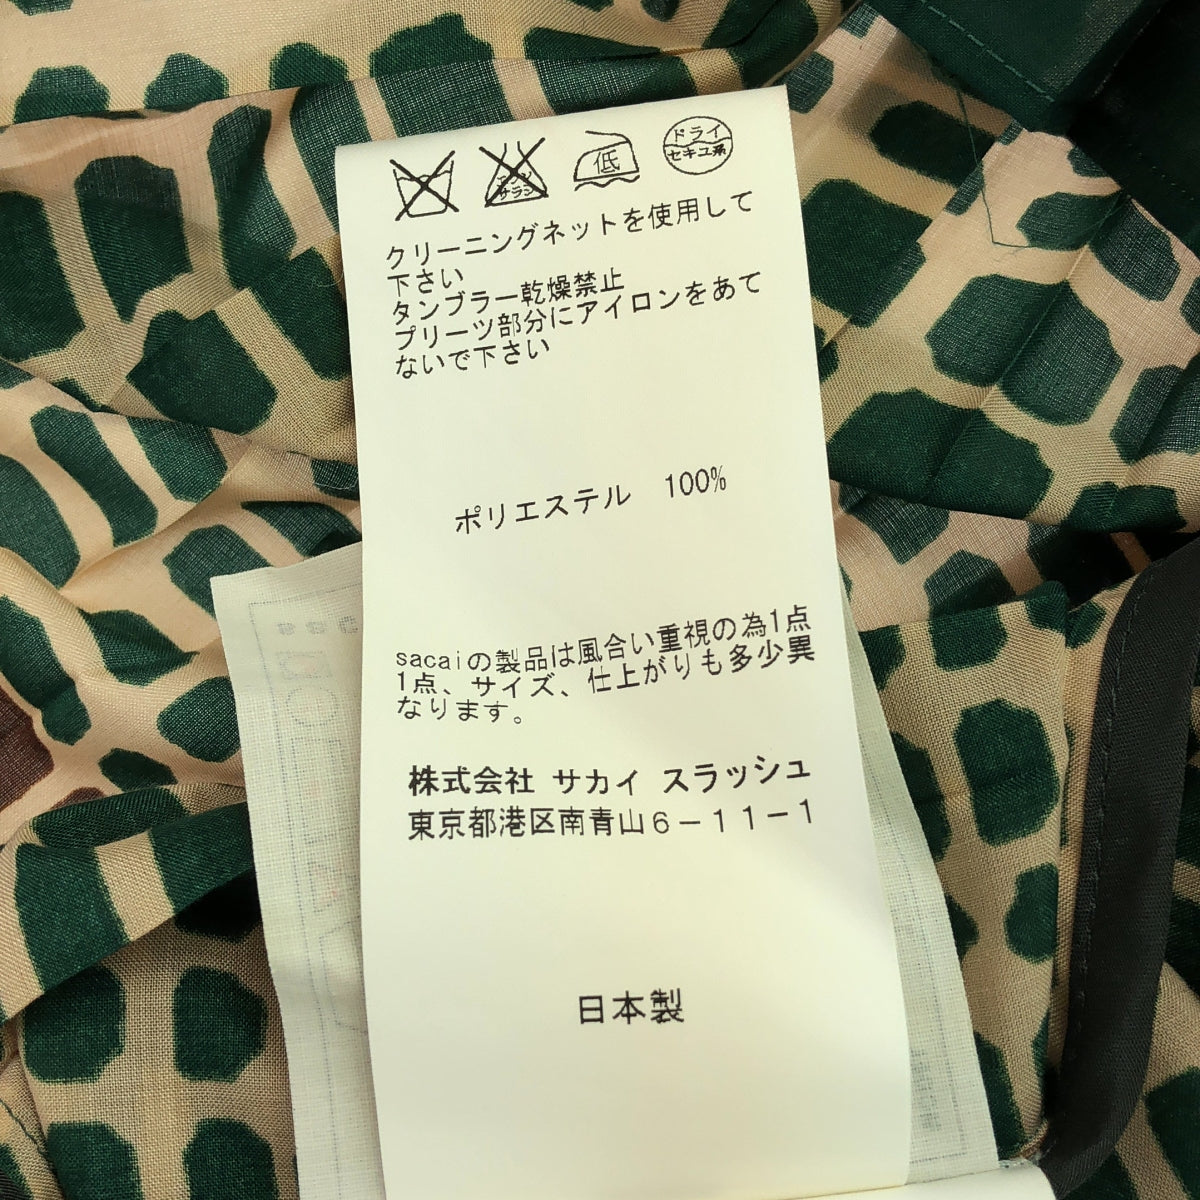 エンソ
サラシ
低
ドライ
セキユ系
クリーニングネットを使用して
下さい
タンブラー乾燥禁止
プリーツ部分にアイロンをあて
ないで下さい
ポリエステル 100%
sacaiの製品は風合い重視の為1点
1点、サイズ、仕上がりも多少異
なります。
株式会社 サカイ スラッシュ
東京都港区南青山6-11-1
日本製